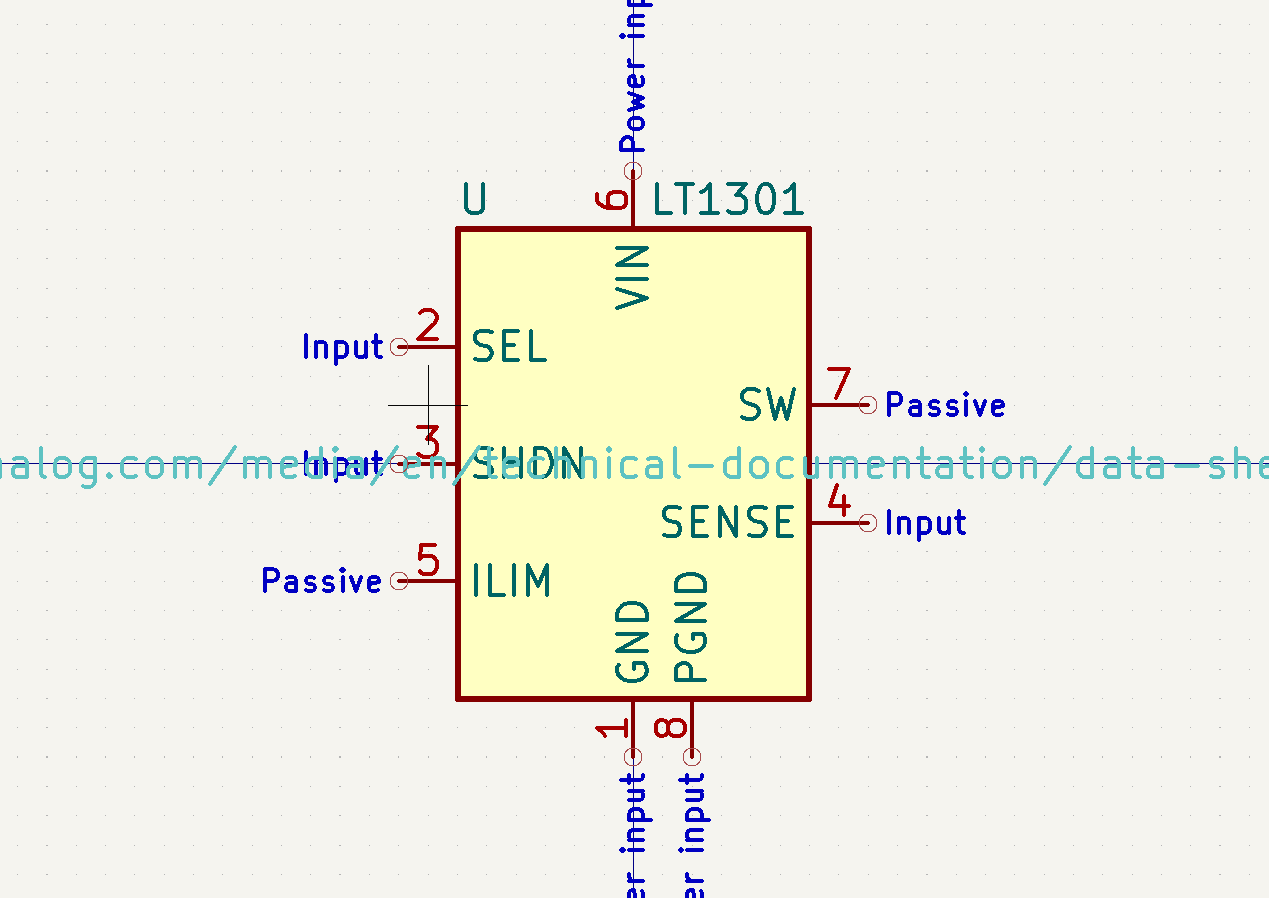 Power inp
U
6
LT1301
VIN
2
Input
SEL
7
SW
Passive
3
Input
SHDN
alog.com/media/en/technical-documentation/data-she
4
SENSE
Input
5
Passive
ILIM
GND
PGND
1
8
er input
er input